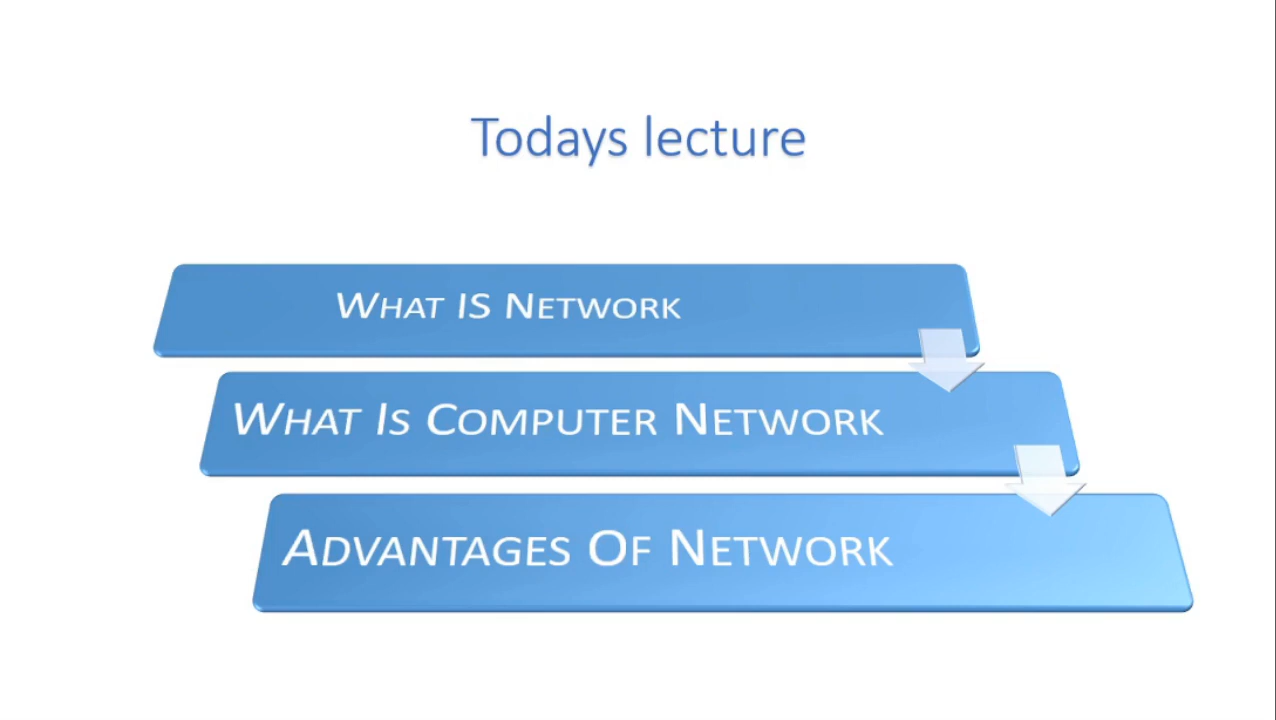 Todays lecture
WHAT IS NETWORK
WHAT IS COMPUTER NETWORK
ADVANTAGES OF NETWORK